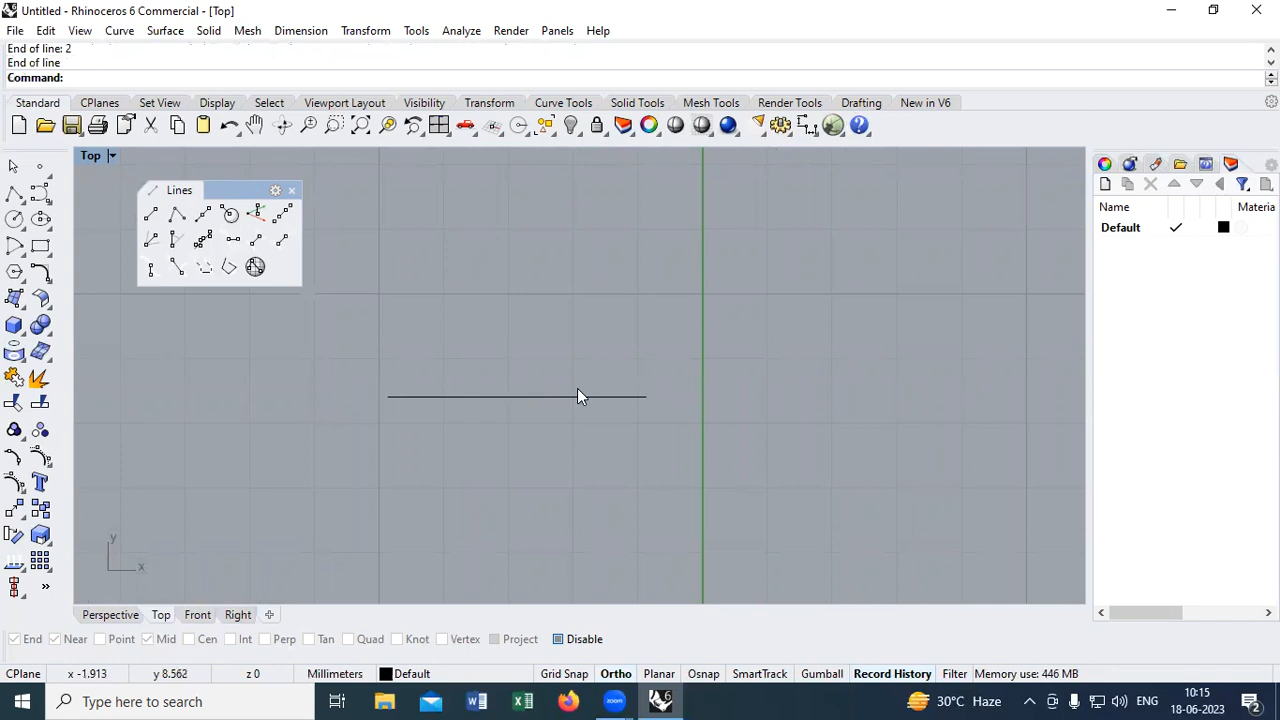 Untitled - Rhinoceros 6 Commercial - [Top]
File Edit View Curve Surface Solid Mesh Dimension Transform Tools Analyze Render Panels Help
End of line: 2
End of line
Command:
Standard CPlanes Set View Display Select Viewport Layout Visibility Transform Curve Tools Solid Tools Mesh Tools Render Tools Drafting New in V6
Top
Lines
Name Materia
Default
y
x
Perspective Top Front Right
End Near Point Mid Cen Int Perp Tan Quad Knot Vertex Project Disable
CPlane x -1.913 y 8.562 z 0 Millimeters Default Grid Snap Ortho Planar Osnap SmartTrack Gumball Record History Filter Memory use: 446 MB
Type here to search
zoom
30°C Haze
ENG
10:15
18-06-2023
2